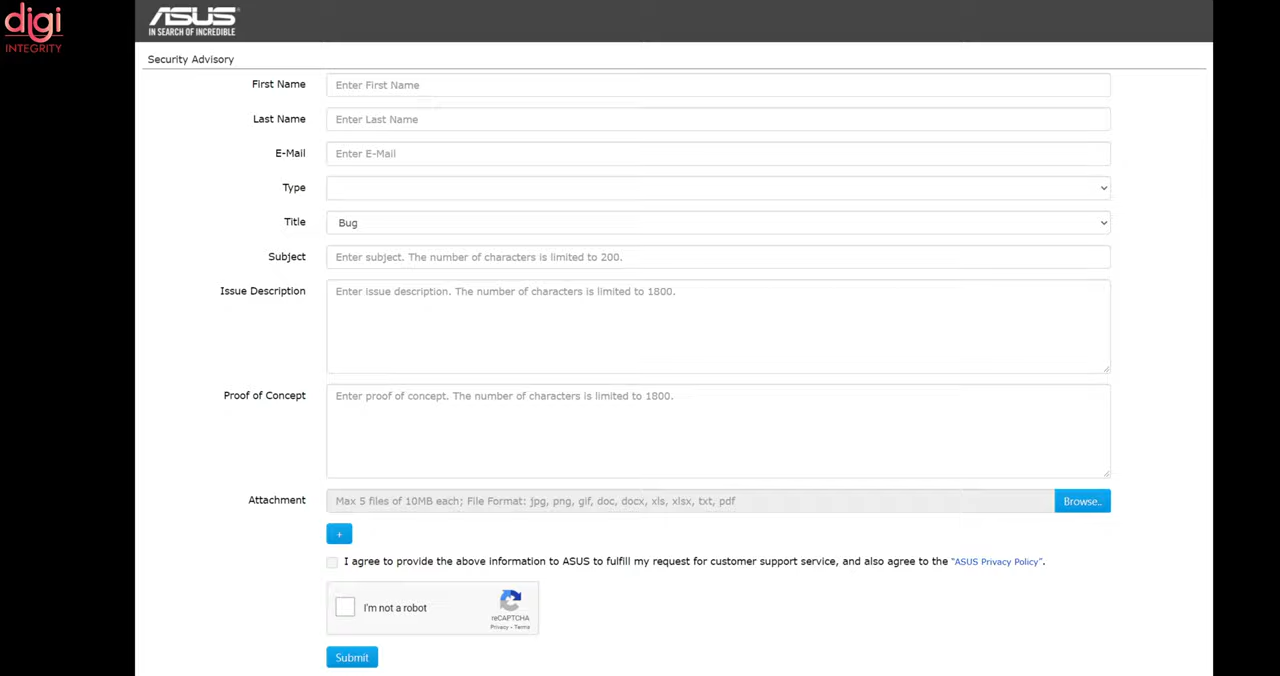 digi
INTEGRITY
ASUS
IN SEARCH OF INCREDIBLE
Security Advisory
First Name
Enter First Name
Last Name
Enter Last Name
E-Mail
Enter E-Mail
Type
Title
Bug
Subject
Enter subject. The number of characters is limited to 200.
Issue Description
Enter issue description. The number of characters is limited to 1800.
Proof of Concept
Enter proof of concept. The number of characters is limited to 1800.
Attachment
Max 5 files of 10MB each; File Format: jpg, png, gif, doc, docx, xls, xlsx, txt, pdf
Browse..
+
I agree to provide the above information to ASUS to fulfill my request for customer support service, and also agree to the "ASUS Privacy Policy".
I'm not a robot
reCAPTCHA
Privacy - Terms
Submit